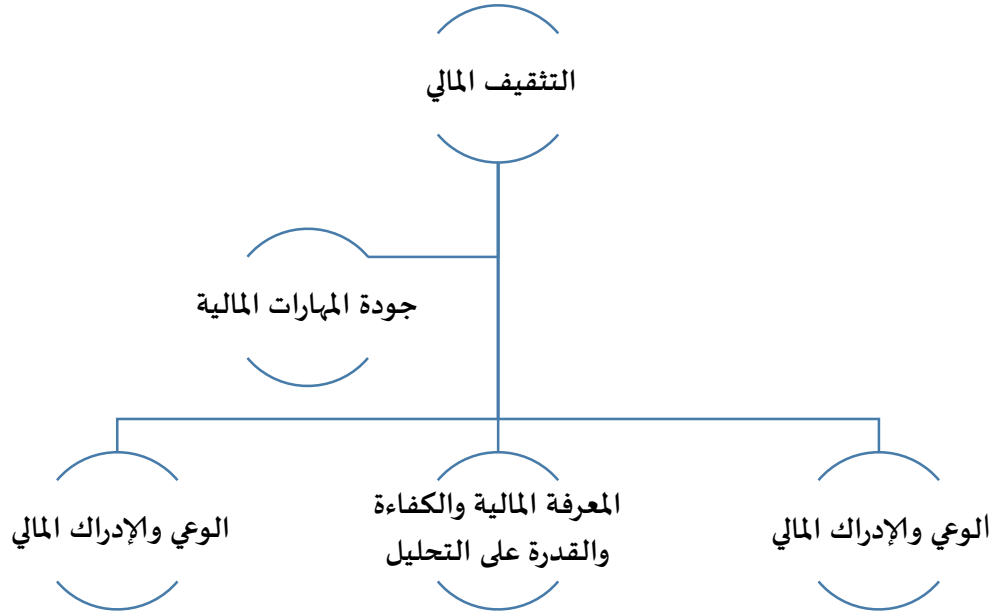 التثقيف المالي
جودة المهارات المالية
الوعي والإدراك المالي
المعرفة المالية والكفاءة
والقدرة على التحليل
الوعي والإدراك المالي